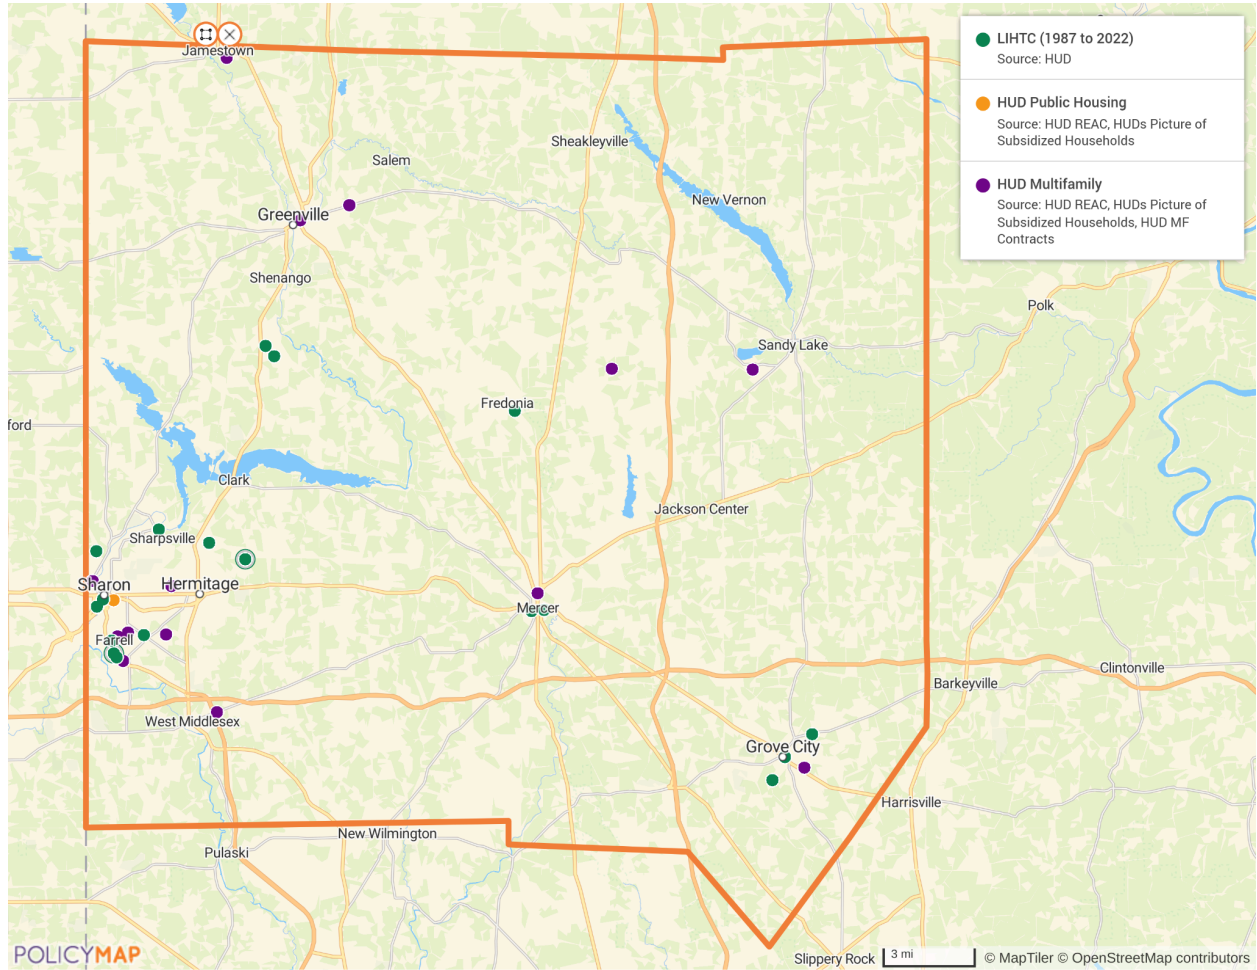 Jamestown
LIHTC (1987 to 2022)
Source: HUD
HUD Public Housing
Source: HUD REAC, HUDs Picture of
Subsidized Households
HUD Multifamily
Source: HUD REAC, HUDs Picture of
Subsidized Households, HUD MF
Contracts
Sheakleyville
Salem
New Vernon
Greenville
Shenango
Polk
Sandy Lake
Fredonia
ford
Clark
Jackson Center
Sharpsville
Sharon
Hermitage
Mercer
Farrell
Clintonville
Barkeyville
West Middlesex
Grove City
Harrisville
New Wilmington
Pulaski
POLICYMAP
Slippery Rock
3 mi
© MapTiler © OpenStreetMap contributors